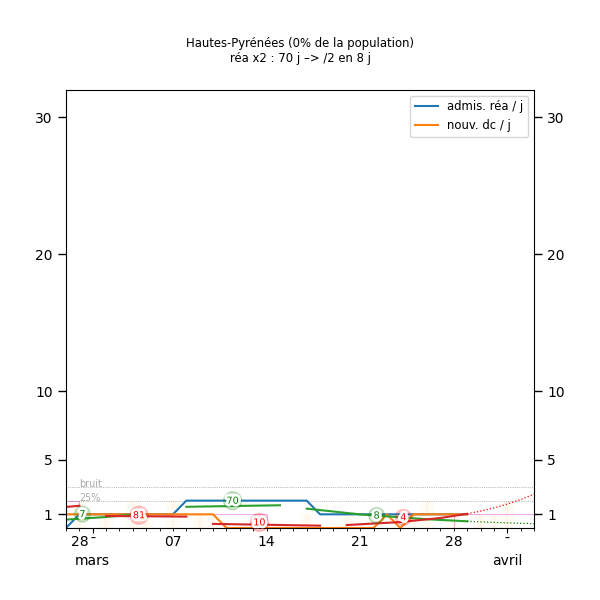 Hautes-Pyrénées (0% de la population)
réa x2 : 70 j –> /2 en 8 j
admis. réa / j
nouv. dc / j
30 30
20 20
10 10
5 5
bruit
25%
1 1
7 81 70 10 8 4
28 - 07 14 21 28 -
mars avril